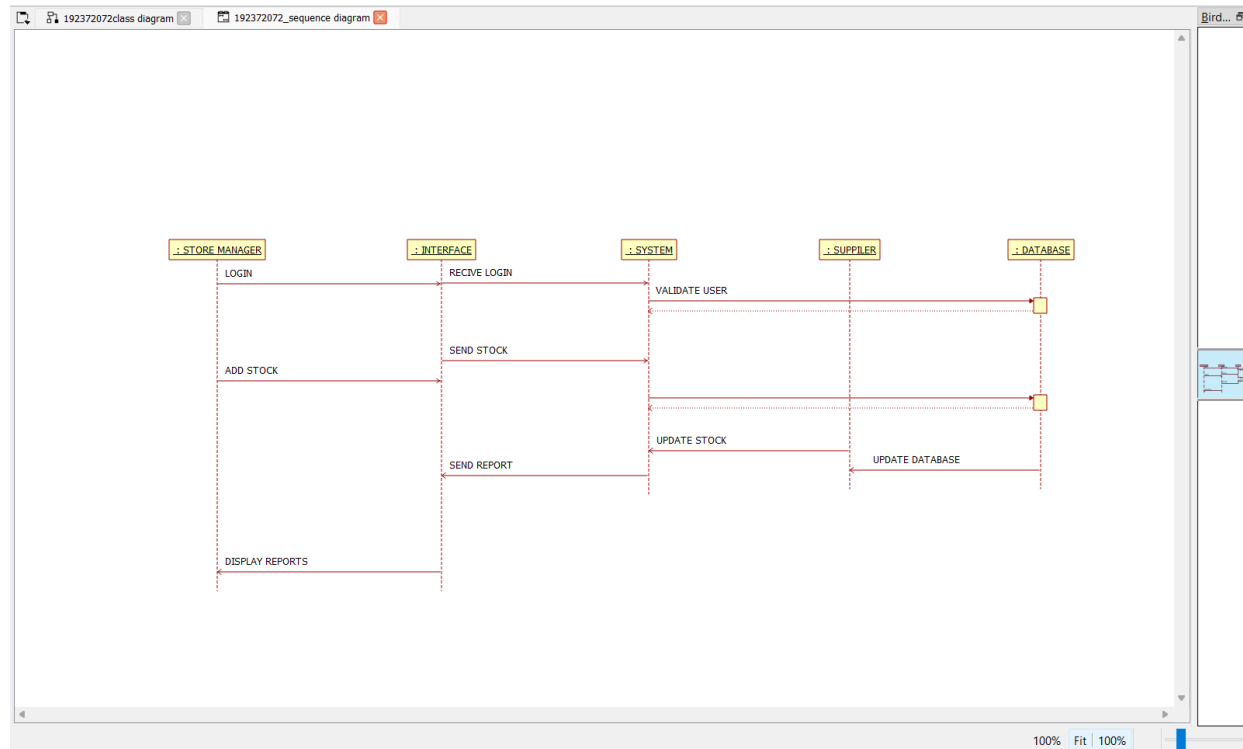 192372072class diagram
192372072_sequence diagram
Bird...
: STORE MANAGER
: INTERFACE
: SYSTEM
: SUPPILER
: DATABASE
LOGIN
RECIVE LOGIN
VALIDATE USER
SEND STOCK
ADD STOCK
UPDATE STOCK
UPDATE DATABASE
SEND REPORT
DISPLAY REPORTS
100% Fit 100%